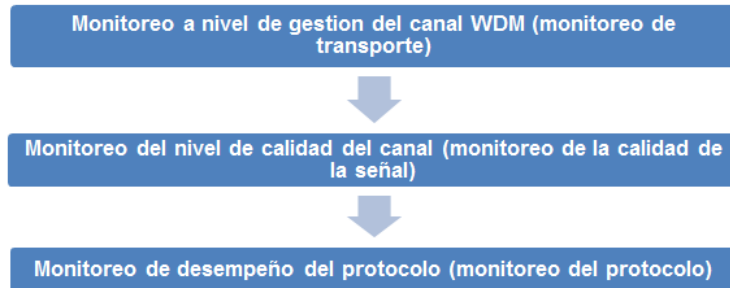 Monitoreo a nivel de gestion del canal WDM (monitoreo de
transporte)
Monitoreo del nivel de calidad del canal (monitoreo de la calidad de
la señal)
Monitoreo de desempeño del protocolo (monitoreo del protocolo)